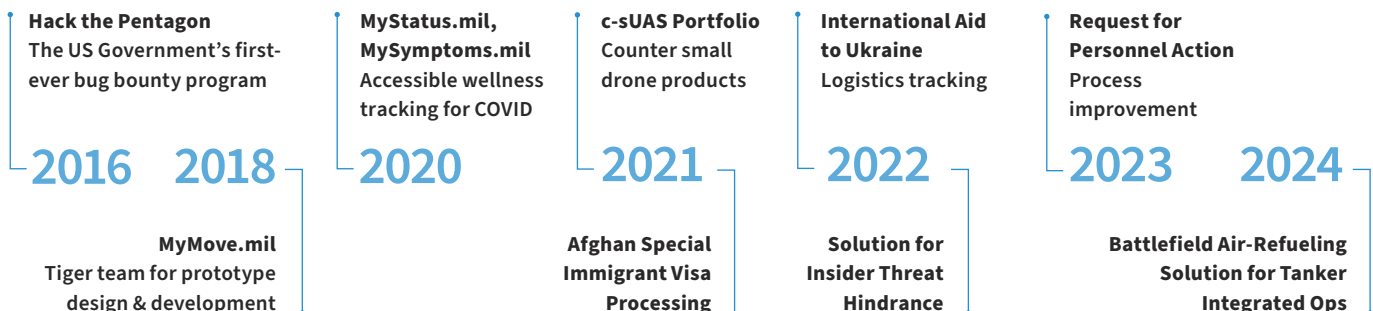 Hack the Pentagon
The US Government’s first-
ever bug bounty program
MyStatus.mil,
MySymptoms.mil
Accessible wellness
tracking for COVID
c-sUAS Portfolio
Counter small
drone products
International Aid
to Ukraine
Logistics tracking
Request for
Personnel Action
Process
improvement
2016
2018
2020
2021
2022
2023
2024
MyMove.mil
Tiger team for prototype
design & development
Afghan Special
Immigrant Visa
Processing
Solution for
Insider Threat
Hindrance
Battlefield Air-Refueling
Solution for Tanker
Integrated Ops